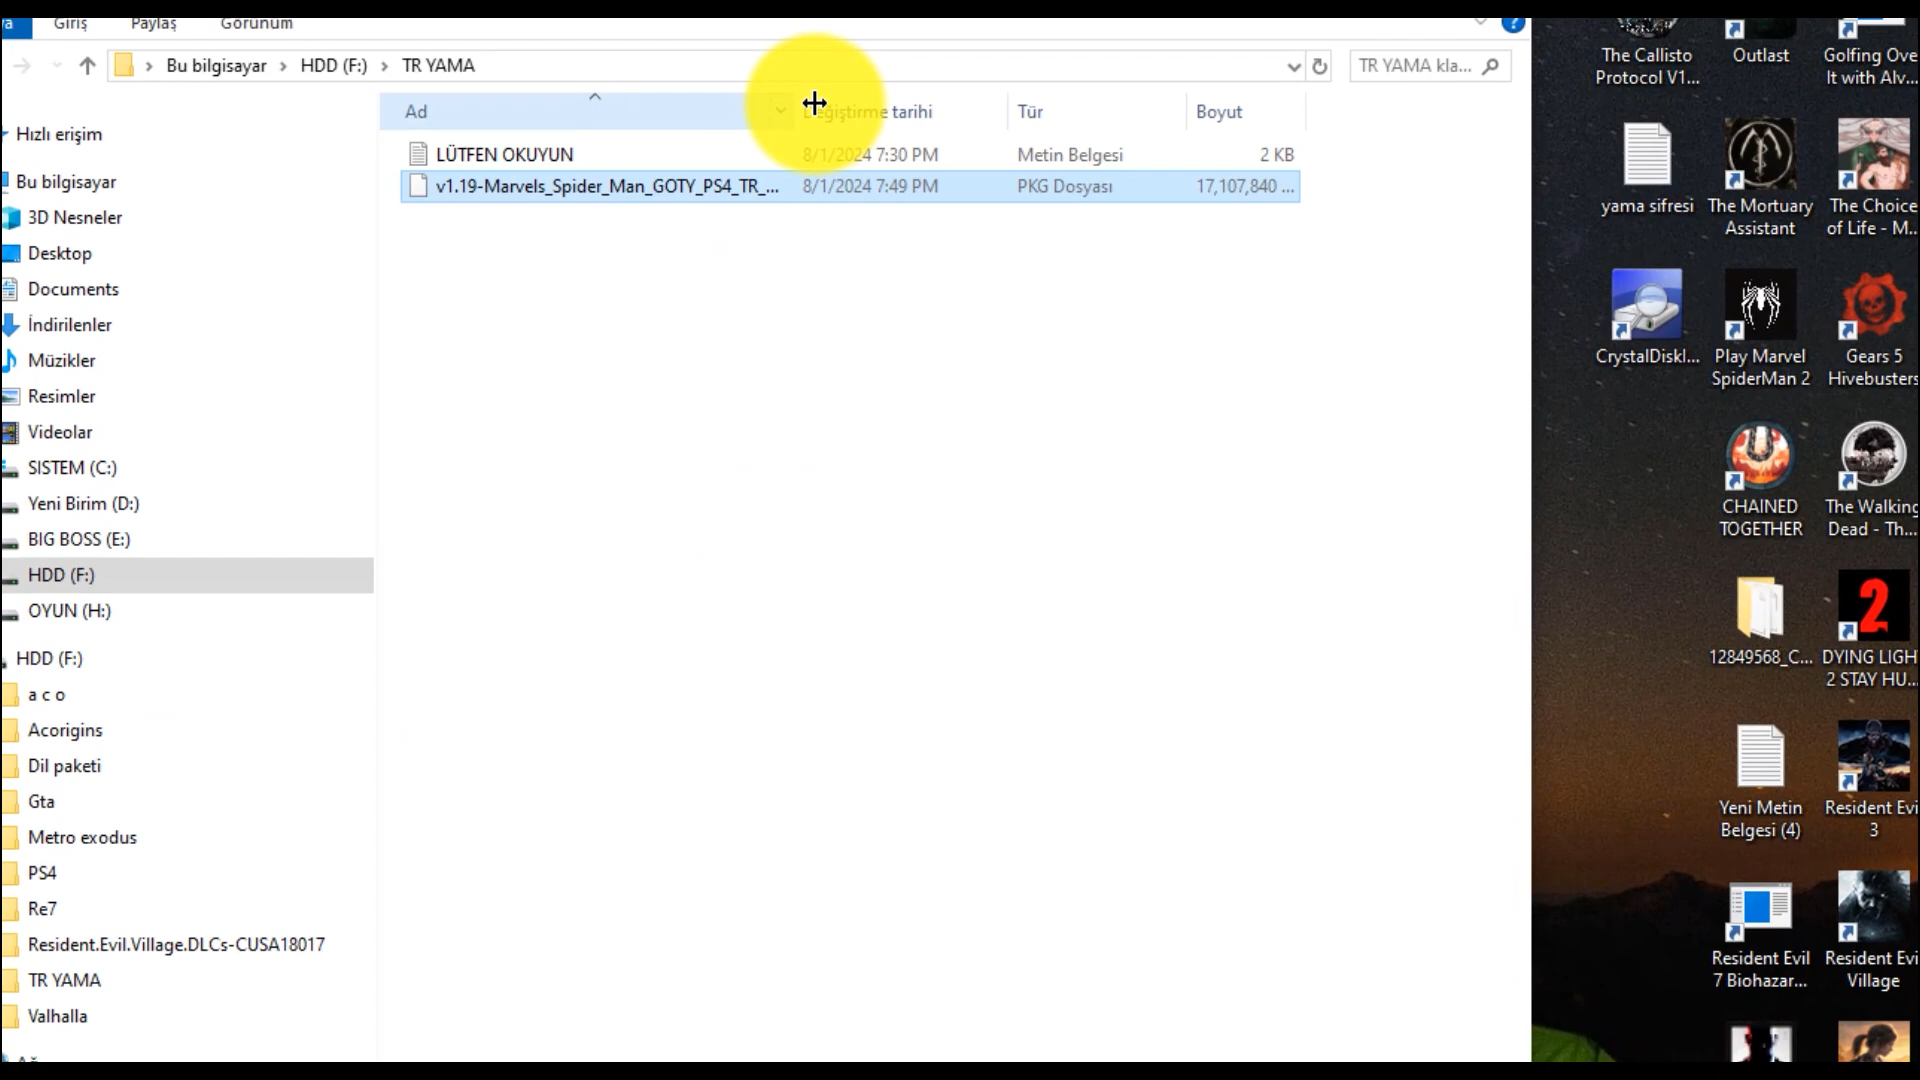 Giriş Paylaş Görünüm
Bu bilgisayar HDD (F:) TR YAMA
TR YAMA kla...
Ad Değiştirme tarihi Tür Boyut
LÜTFEN OKUYUN 8/1/2024 7:30 PM Metin Belgesi 2 KB
v1.19-Marvels_Spider_Man_GOTY_PS4_TR_... 8/1/2024 7:49 PM PKG Dosyası 17,107,840 ...
Hızlı erişim
Bu bilgisayar
3D Nesneler
Desktop
Documents
İndirilenler
Müzikler
Resimler
Videolar
SISTEM (C:)
Yeni Birim (D:)
BIG BOSS (E:)
HDD (F:)
OYUN (H:)
HDD (F:)
a c o
Acorigins
Dil paketi
Gta
Metro exodus
PS4
Re7
Resident.Evil.Village.DLCs-CUSA18017
TR YAMA
Valhalla
The Callisto
Protocol V1...
Outlast
Golfing Ove
It with Alv...
yama sifresi
The Mortuary
Assistant
The Choice
of Life - M...
CrystalDiskI...
Play Marvel
SpiderMan 2
Gears 5
Hivebusters
CHAINED
TOGETHER
The Walking
Dead - Th...
12849568_C...
2
DYING LIGH
2 STAY HU...
Yeni Metin
Belgesi (4)
Resident Evi
3
Resident Evil
7 Biohazar...
Resident Evi
Village